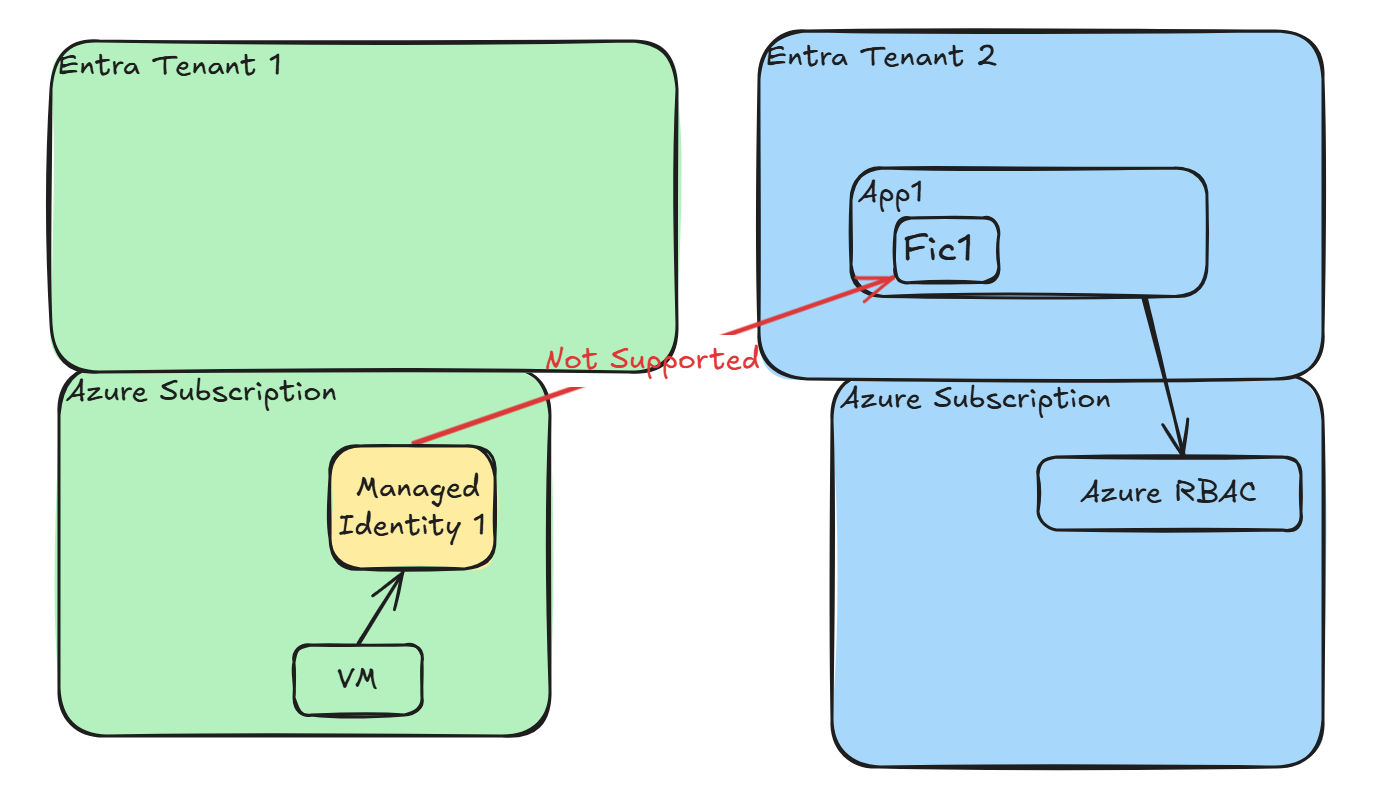 Entra Tenant 1
Entra Tenant 2
App1
Fic1
Not Supported
Azure Subscription
Azure Subscription
Managed
Identity 1
Azure RBAC
VM